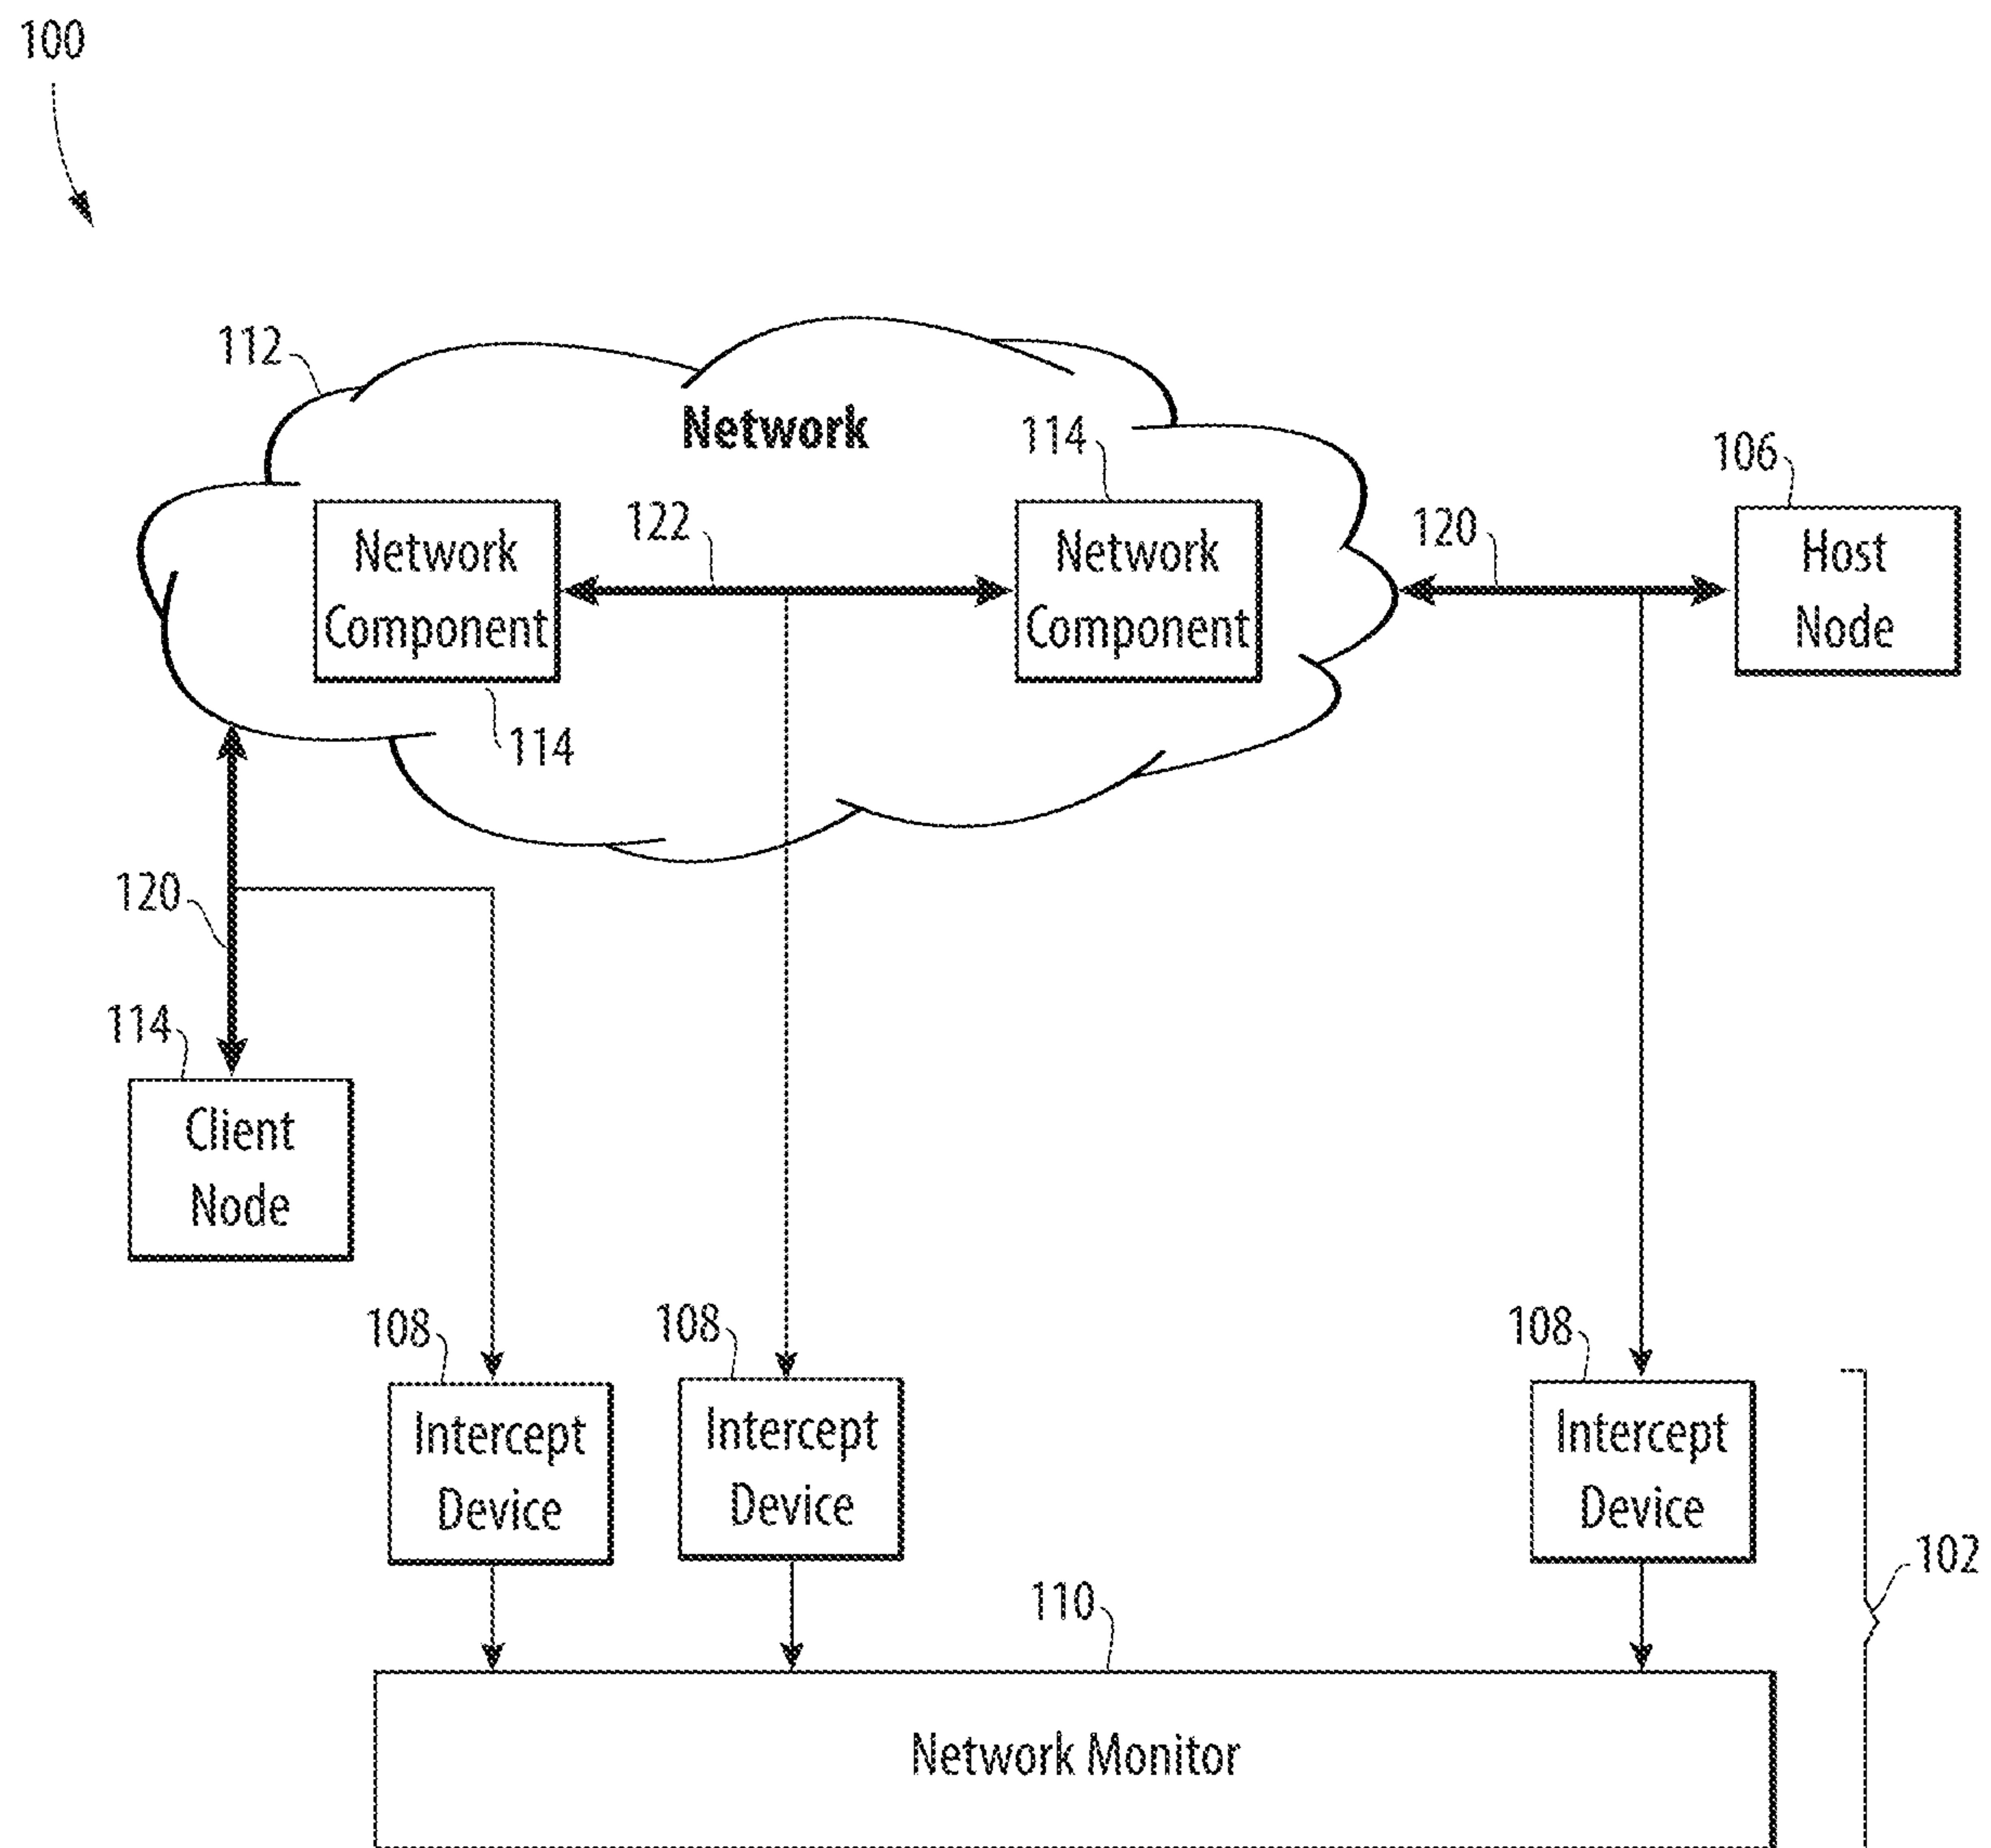 100
112
Network
114
106
122
120
Network
Component
Network
Component
Host
Node
114
120
114
Client
Node
108
108
108
Intercept
Device
Intercept
Device
Intercept
Device
102
110
Network Monitor